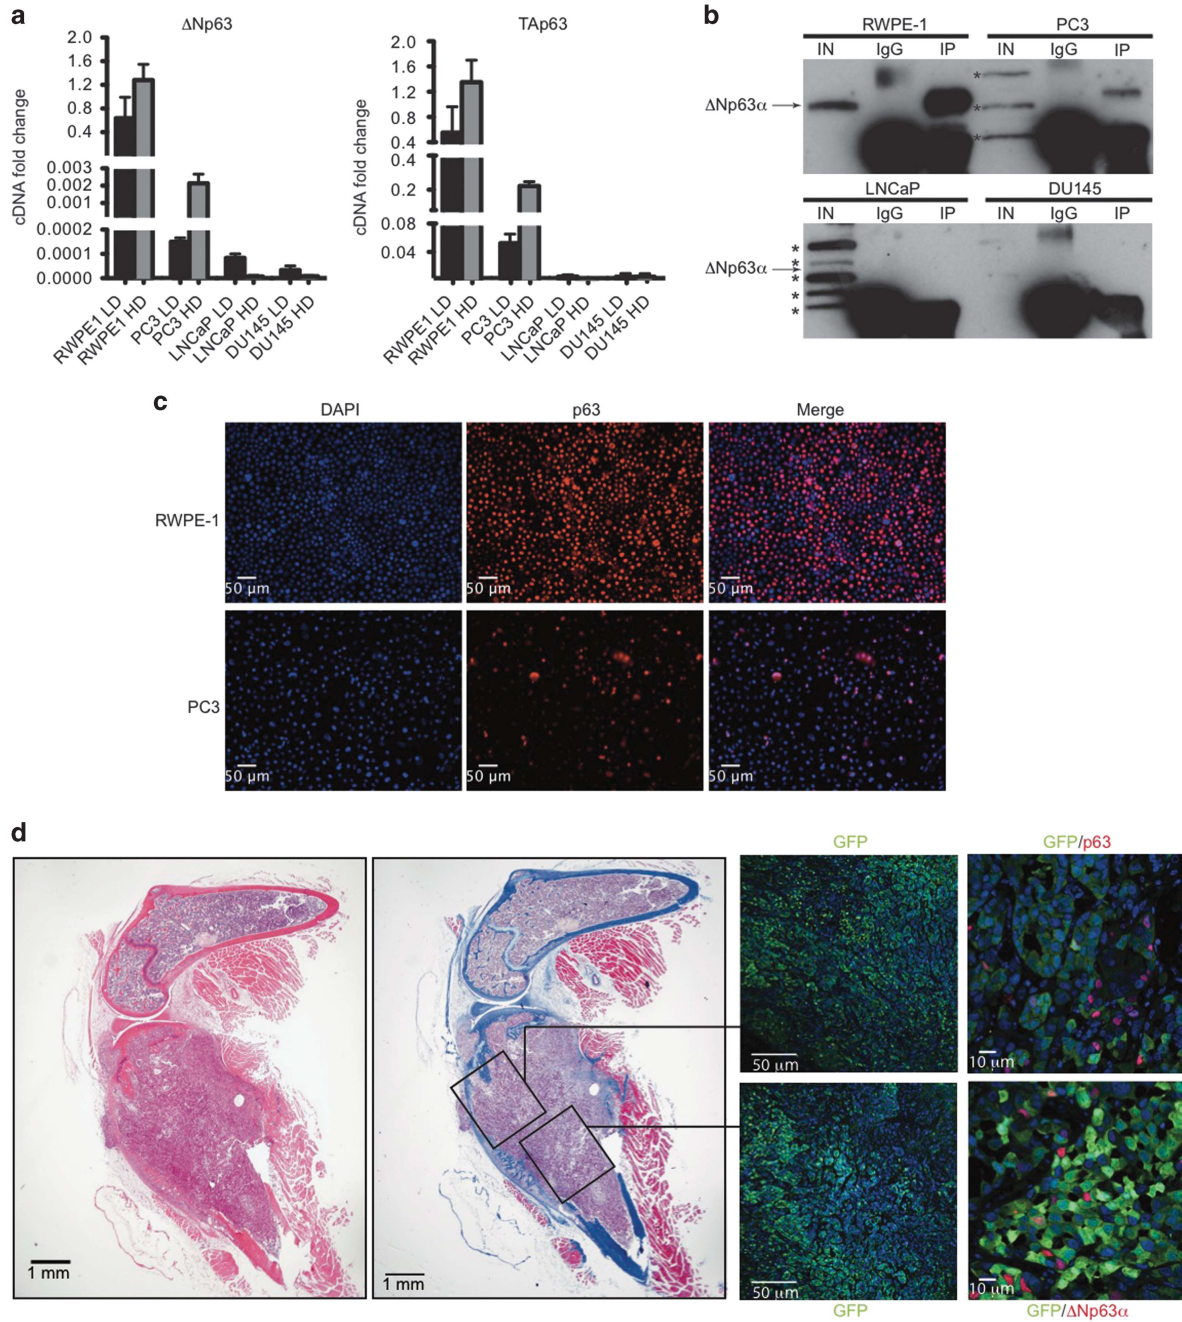 a
ΔNp63
cDNA fold change
2.0
1.6
1.2
0.8
0.4
0.003
0.002
0.001
0.0002
0.0001
0.0000
RWPE1 LD
RWPE1 HD
PC3 LD
PC3 HD
LNCaP LD
LNCaP HD
DU145 LD
DU145 HD
TAp63
cDNA fold change
2.0
1.6
1.2
0.8
0.4
0.4
0.2
0.08
0.04
RWPE1 LD
RWPE1 HD
PC3 LD
PC3 HD
LNCaP LD
LNCaP HD
DU145 LD
DU145 HD
b
RWPE-1 PC3
IN IgG IP IN IgG IP
*
ΔNp63α *
*
LNCaP DU145
IN IgG IP IN IgG IP
*
*
ΔNp63α
*
*
*
c
DAPI p63 Merge
RWPE-1
50 μm 50 μm 50 μm
PC3
50 μm 50 μm 50 μm
d
GFP GFP/p63
50 μm 10 μm
1 mm 1 mm
50 μm 10 μm
GFP GFP/ΔNp63α